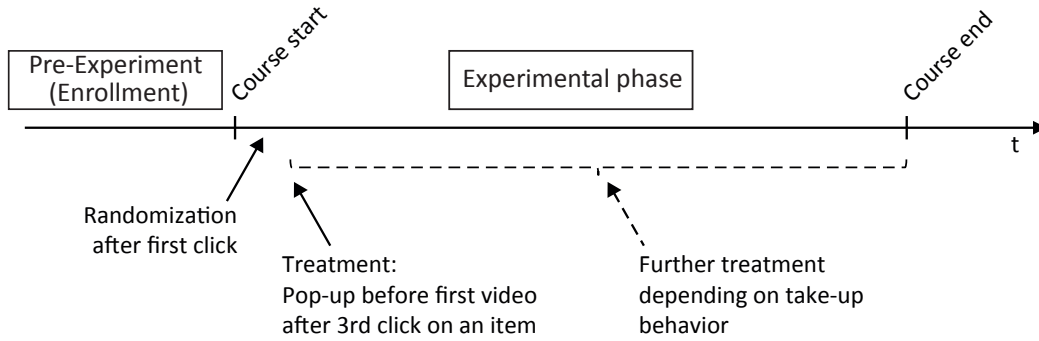 Pre-Experiment
(Enrollment)
Course start
Experimental phase
Course end
t
Randomization
after first click
Treatment:
Pop-up before first video
after 3rd click on an item
Further treatment
depending on take-up
behavior